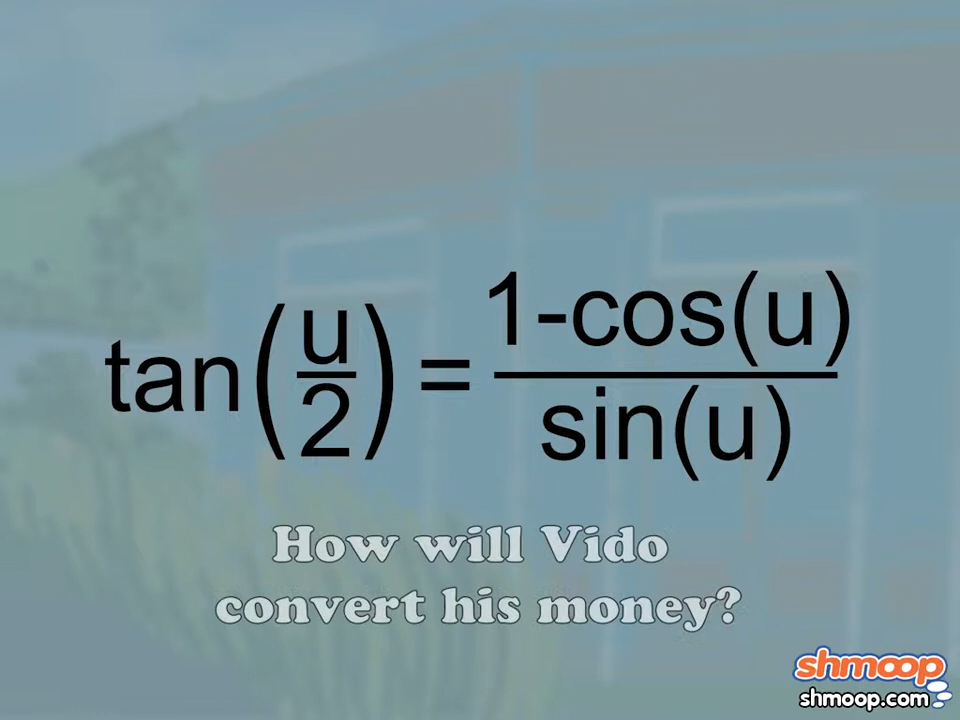 tan(u/2) = 1-cos(u)/sin(u)
How will Vido
convert his money?
shmoop
shmoop.com